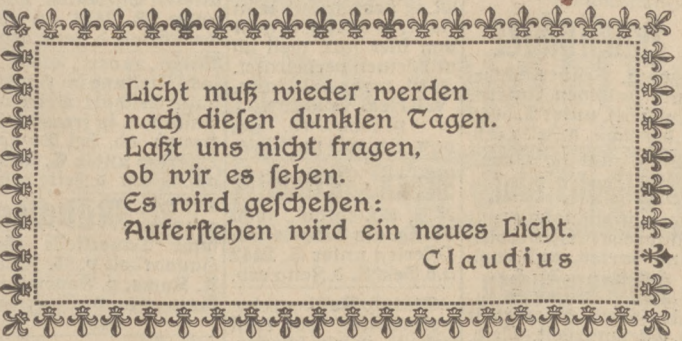 Licht muß wieder werden
nach dieſen dunklen Tagen.
Laßt uns nicht fragen,
ob wir es ſehen.
Es wird geſchehen:
Auferſtehen wird ein neues Licht.
Claudius